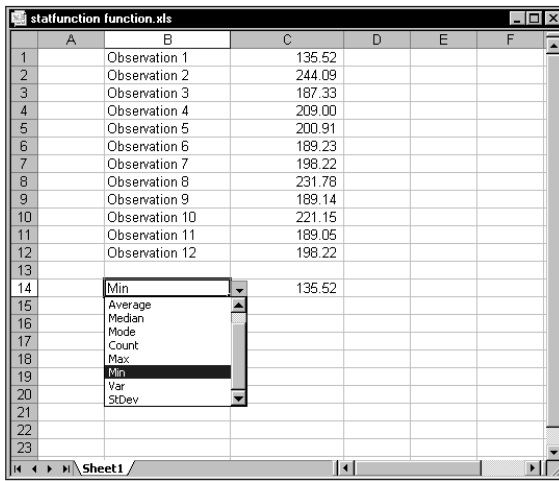 statfunction function.xls
A B C D E F
1 Observation 1 135.52
2 Observation 2 244.09
3 Observation 3 187.33
4 Observation 4 209.00
5 Observation 5 200.91
6 Observation 6 189.23
7 Observation 7 198.22
8 Observation 8 231.78
9 Observation 9 189.14
10 Observation 10 221.15
11 Observation 11 189.05
12 Observation 12 198.22
13
14 Min 135.52
15 Average
16 Median
Mode
17 Count
18 Max
19 Min
Var
20 StDev
21
22
23
Sheet1